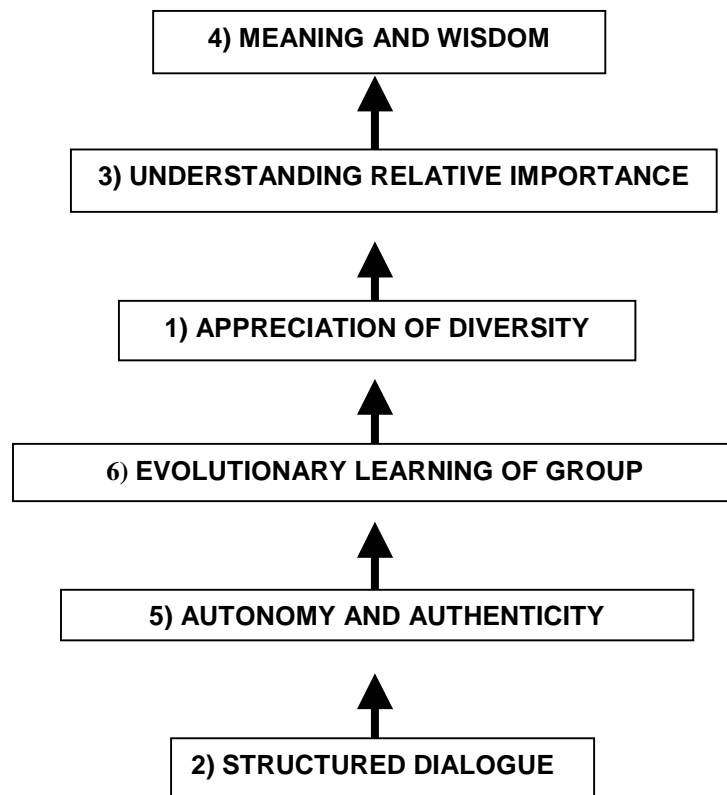 4) MEANING AND WISDOM
3) UNDERSTANDING RELATIVE IMPORTANCE
1) APPRECIATION OF DIVERSITY
6) EVOLUTIONARY LEARNING OF GROUP
5) AUTONOMY AND AUTHENTICITY
2) STRUCTURED DIALOGUE